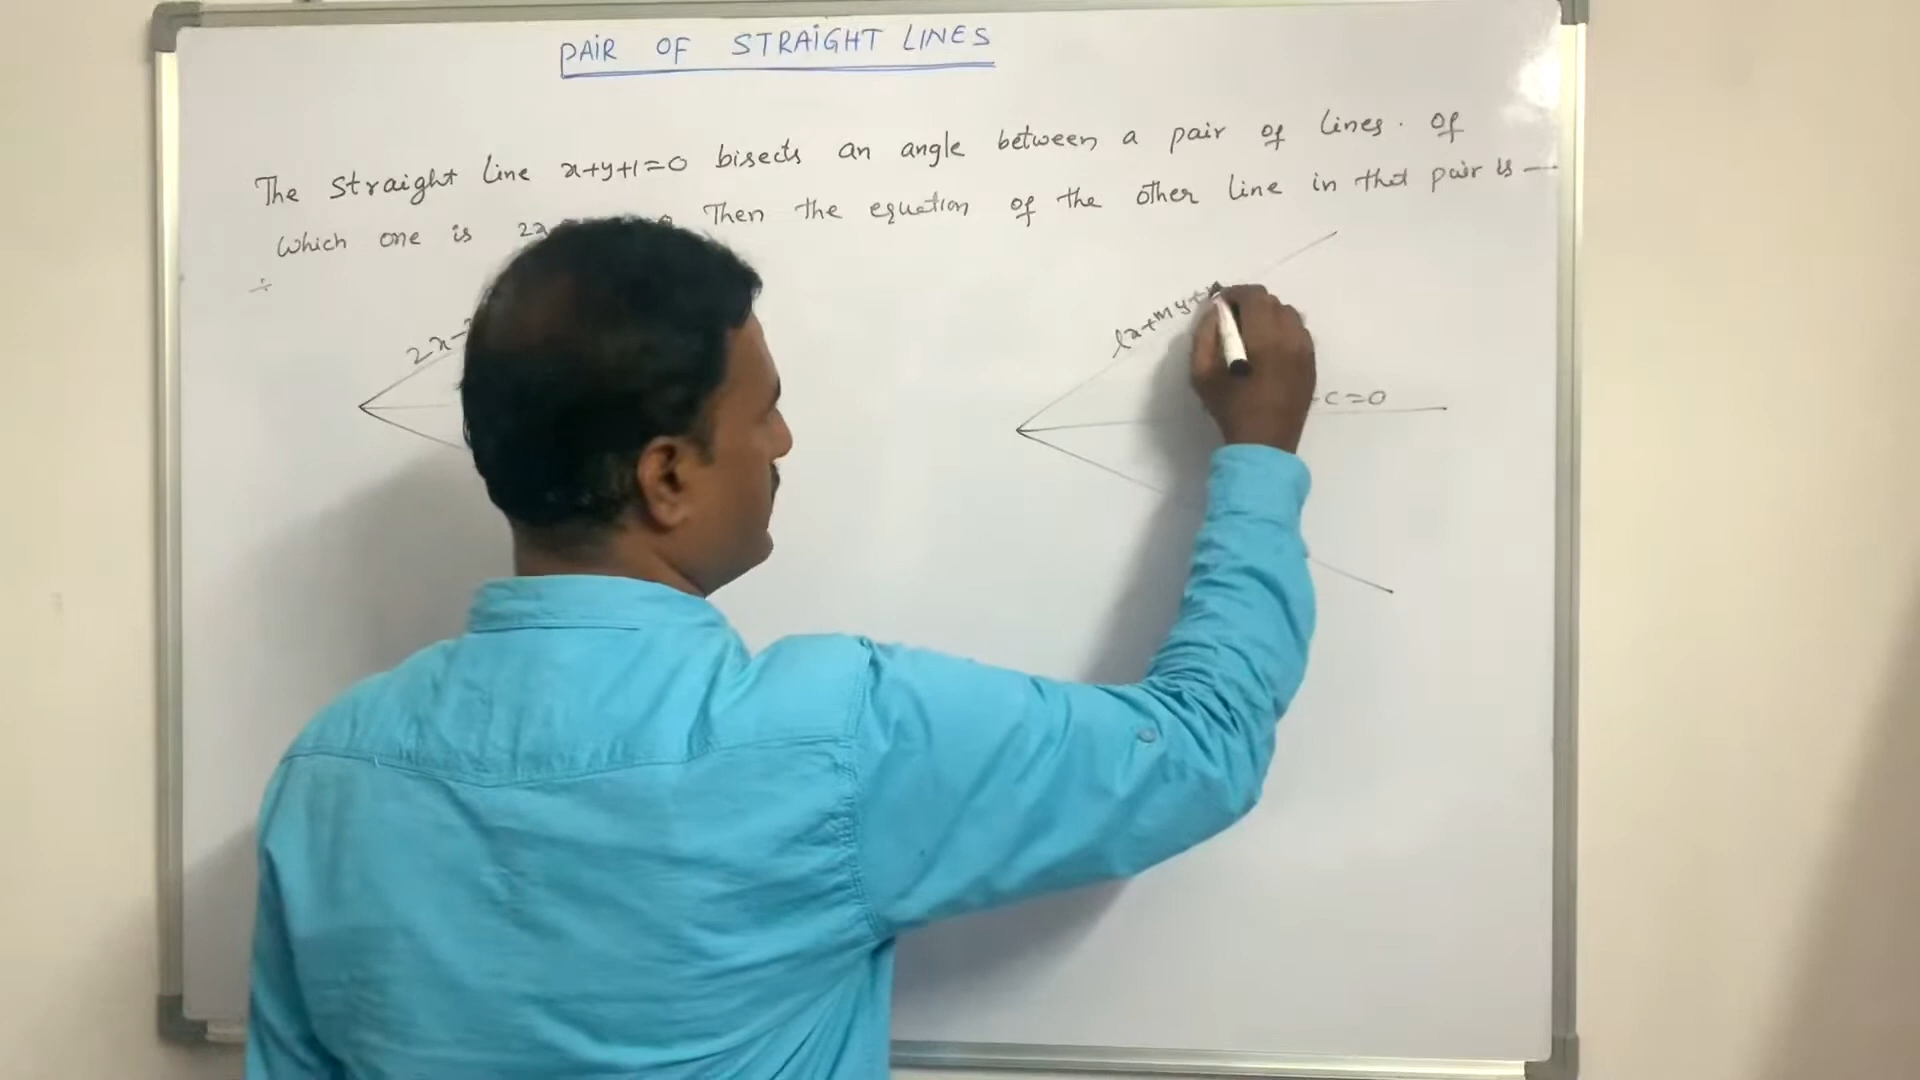 PAIR OF STRAIGHT LINES
The straight line x+y+1=0 bisects an angle between a pair of lines. of
which one is Then the equation of the other line in that pair is —
2x-
lx+my+
c=0